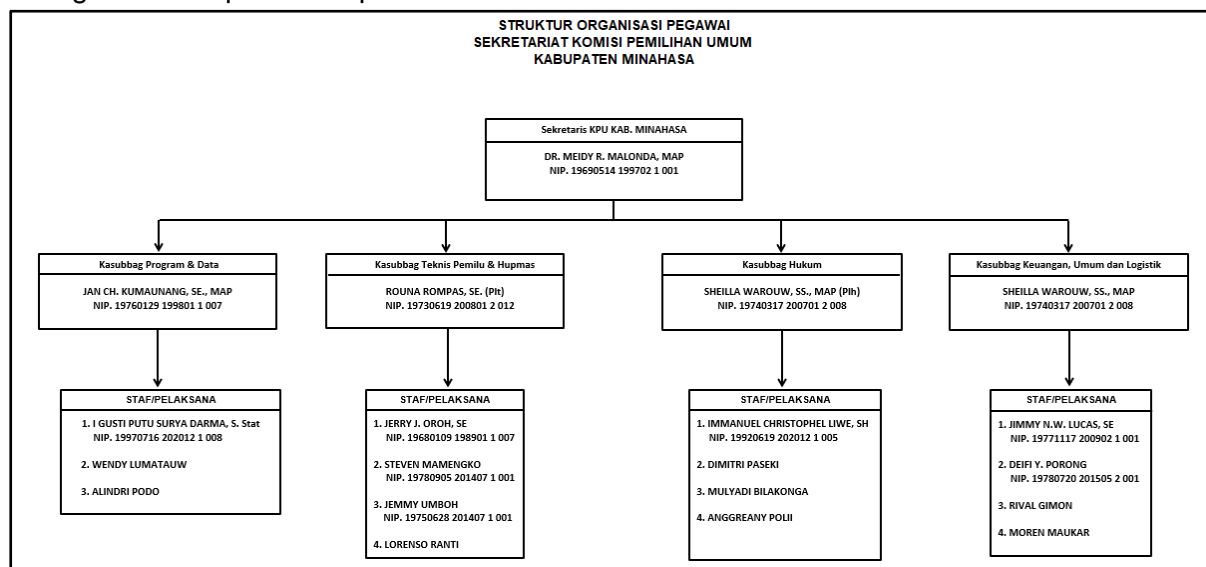 STRUKTUR ORGANISASI PEGAWAI
SEKRETARIAT KOMISI PEMILIHAN UMUM
KABUPATEN MINAHASA
Sekretaris KPU KAB. MINAHASA
DR. MEIDY R. MALONDA, MAP
NIP. 19690514 199702 1 001
Kasubbag Program & Data
JAN CH. KUMAUNANG, SE., MAP
NIP. 19760129 199801 1 007
Kasubbag Teknis Pemilu & Hupmas
ROUNA ROMPAS, SE. (Plt)
NIP. 19730619 200801 2 012
Kasubbag Hukum
SHEILLA WAROUW, SS., MAP (Plh)
NIP. 19740317 200701 2 008
Kasubbag Keuangan, Umum dan Logistik
SHEILLA WAROUW, SS., MAP
NIP. 19740317 200701 2 008
STAF/PELAKSANA
1. I GUSTI PUTU SURYA DARMA, S. Stat
NIP. 19970716 202012 1 008
2. WENDY LUMATAUW
3. ALINDRI PODO
STAF/PELAKSANA
1. JERRY J. OROH, SE
NIP. 19680109 198901 1 007
2. STEVEN MAMENGKO
NIP. 19780905 201407 1 001
3. JEMMY UMBOH
NIP. 19750628 201407 1 001
4. LORENSO RANTI
STAF/PELAKSANA
1. IMMANUEL CHRISTOPHEL LIWE, SH
NIP. 19920619 202012 1 005
2. DIMITRI PASEKI
3. MULYADI BILAKONGA
4. ANGGREANY POLII
STAF/PELAKSANA
1. JIMMY N.W. LUCAS, SE
NIP. 19771117 200902 1 001
2. DEIFI Y. PORONG
NIP. 19780720 201505 2 001
3. RIVAL GIMON
4. MOREN MAUKAR